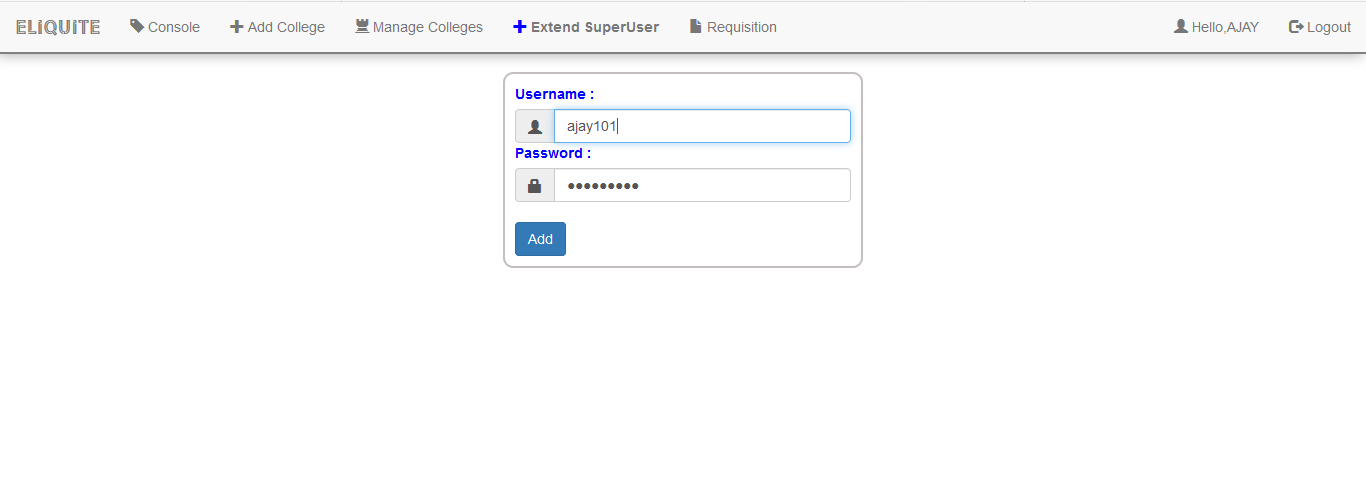 ELiQUiTE Console Add College Manage Colleges Extend SuperUser Requisition Hello,AJAY Logout
Username :
ajay101
Password :
•••••••••
Add